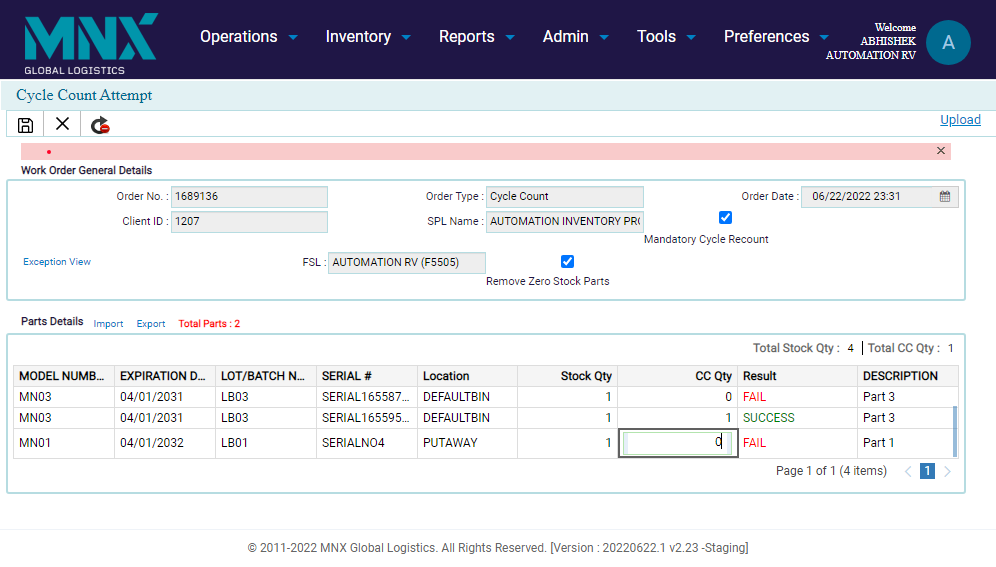 MNX
GLOBAL LOGISTICS
Operations Inventory Reports Admin Tools Preferences
Welcome
ABHISHEK
AUTOMATION RV
A
Cycle Count Attempt
Upload
Work Order General Details
Order No. : 1689136 Order Type : Cycle Count Order Date : 06/22/2022 23:31
Client ID : 1207 SPL Name : AUTOMATION INVENTORY PRO
Mandatory Cycle Recount
Exception View FSL : AUTOMATION RV (F5505)
Remove Zero Stock Parts
Parts Details Import Export Total Parts : 2
Total Stock Qty : 4 Total CC Qty : 1
MODEL NUMB... EXPIRATION D... LOT/BATCH N... SERIAL # Location Stock Qty CC Qty Result DESCRIPTION
MN03 04/01/2031 LB03 SERIAL165587... DEFAULTBIN 1 0 FAIL Part 3
MN03 04/01/2031 LB03 SERIAL165595... DEFAULTBIN 1 1 SUCCESS Part 3
MN01 04/01/2032 LB01 SERIALNO4 PUTAWAY 1 0 FAIL Part 1
Page 1 of 1 (4 items) 1
© 2011-2022 MNX Global Logistics. All Rights Reserved. [Version : 20220622.1 v2.23 -Staging]